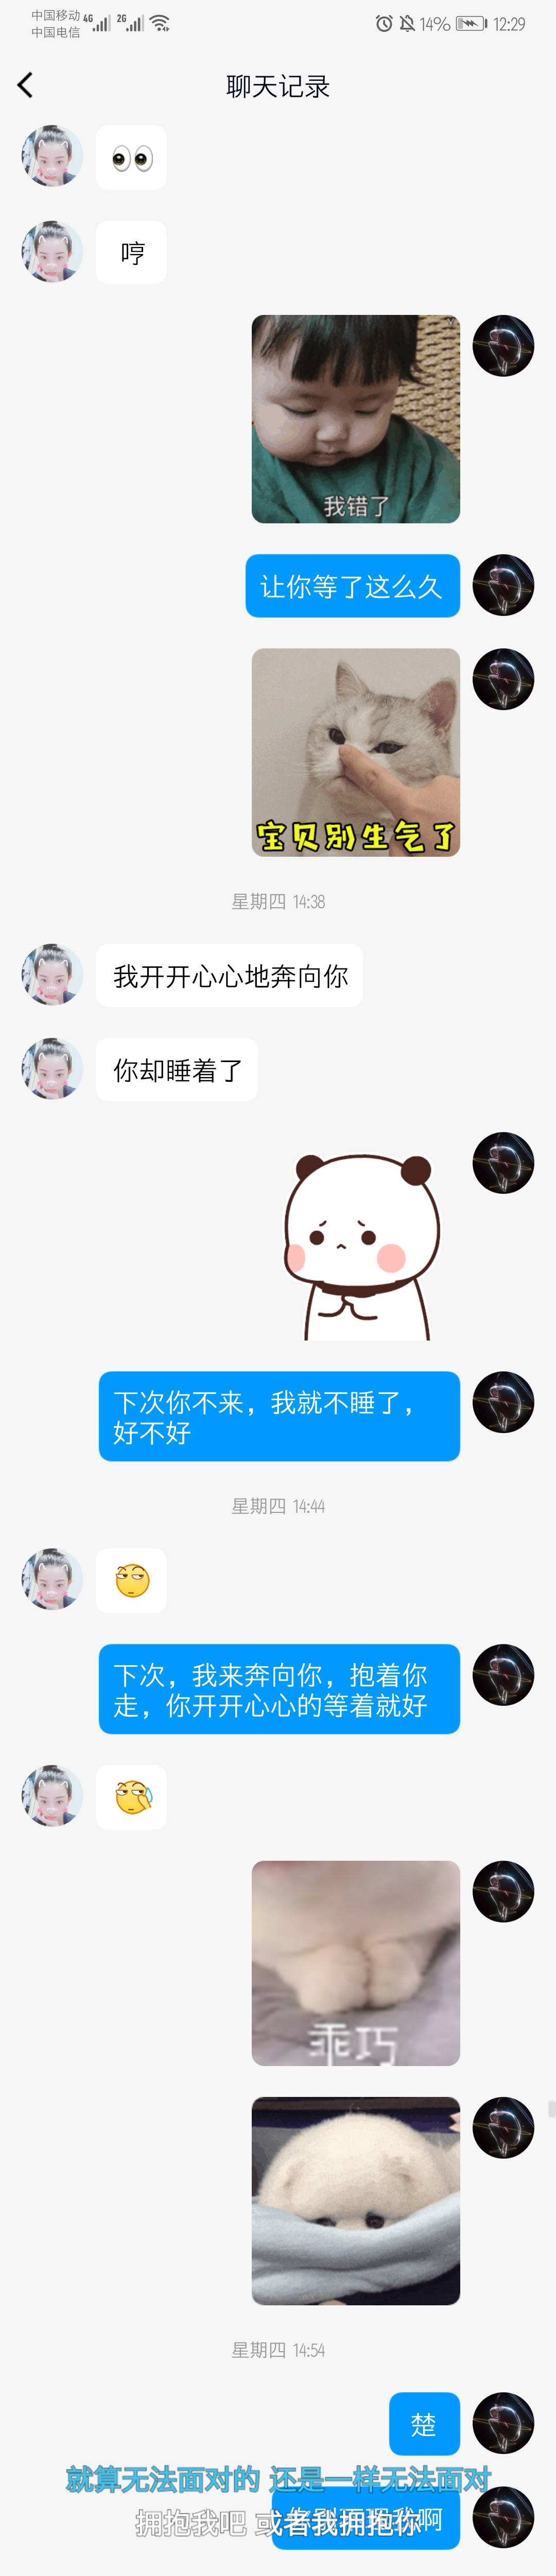 中国移动 4G 2G 14% 12:29
中国电信
聊天记录
哼
我错了
让你等了这么久
宝贝别生气了
星期四 14:38
我开开心心地奔向你
你却睡着了
下次你不来，我就不睡了，
好不好
星期四 14:44
下次，我来奔向你，抱着你
走，你开开心心的等着就好
乖巧
星期四 14:54
楚
就算无法面对的 还是一样无法面对
拥抱我吧 或者我拥抱你
你别不理我啊